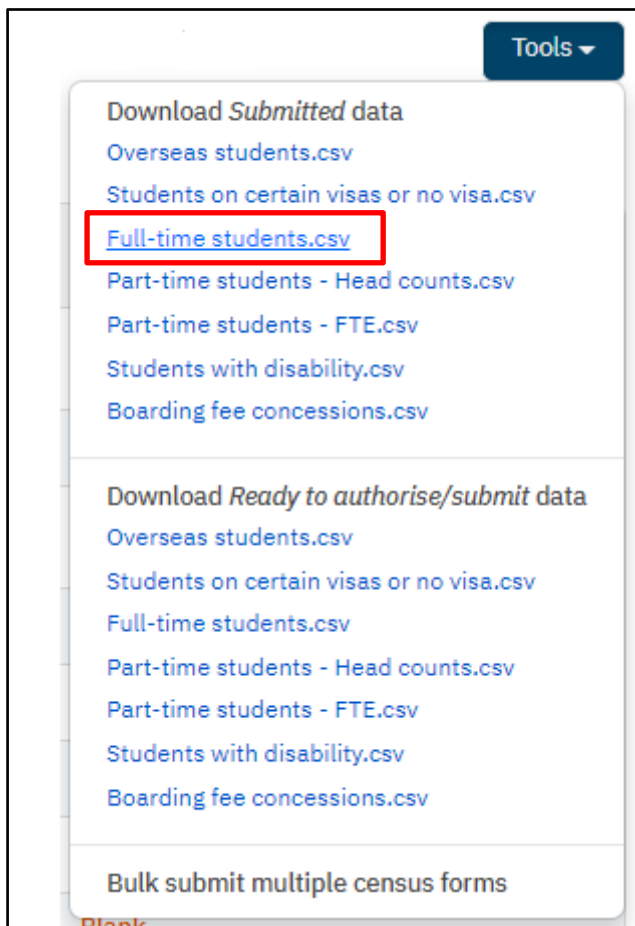 Tools
Download Submitted data
Overseas students.csv
Students on certain visas or no visa.csv
Full-time students.csv
Part-time students - Head counts.csv
Part-time students - FTE.csv
Students with disability.csv
Boarding fee concessions.csv
Download Ready to authorise/submit data
Overseas students.csv
Students on certain visas or no visa.csv
Full-time students.csv
Part-time students - Head counts.csv
Part-time students - FTE.csv
Students with disability.csv
Boarding fee concessions.csv
Bulk submit multiple census forms
Blank